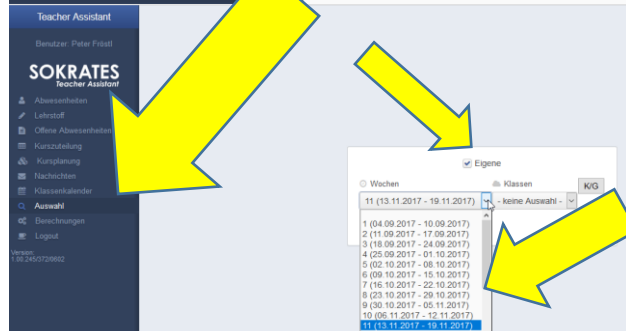 Teacher Assistant
Benutzer: Peter Fröstl
SOKRATES
Teacher Assistant
Abwesenheiten
Lehrstoff
Offene Abwesenheiten
Kurszuteilung
Kursplanung
Nachrichten
Klassenkalender
Auswahl
Berechnungen
Logout
Version:
1.00.245/372/6602
Eigene
Wochen Klassen K/G
11 (13.11.2017 - 19.11.2017) - keine Auswahl -
1 (04.09.2017 - 10.09.2017)
2 (11.09.2017 - 17.09.2017)
3 (18.09.2017 - 24.09.2017)
4 (25.09.2017 - 01.10.2017)
5 (02.10.2017 - 08.10.2017)
6 (09.10.2017 - 15.10.2017)
7 (16.10.2017 - 22.10.2017)
8 (23.10.2017 - 29.10.2017)
9 (30.10.2017 - 05.11.2017)
10 (06.11.2017 - 12.11.2017)
11 (13.11.2017 - 19.11.2017)